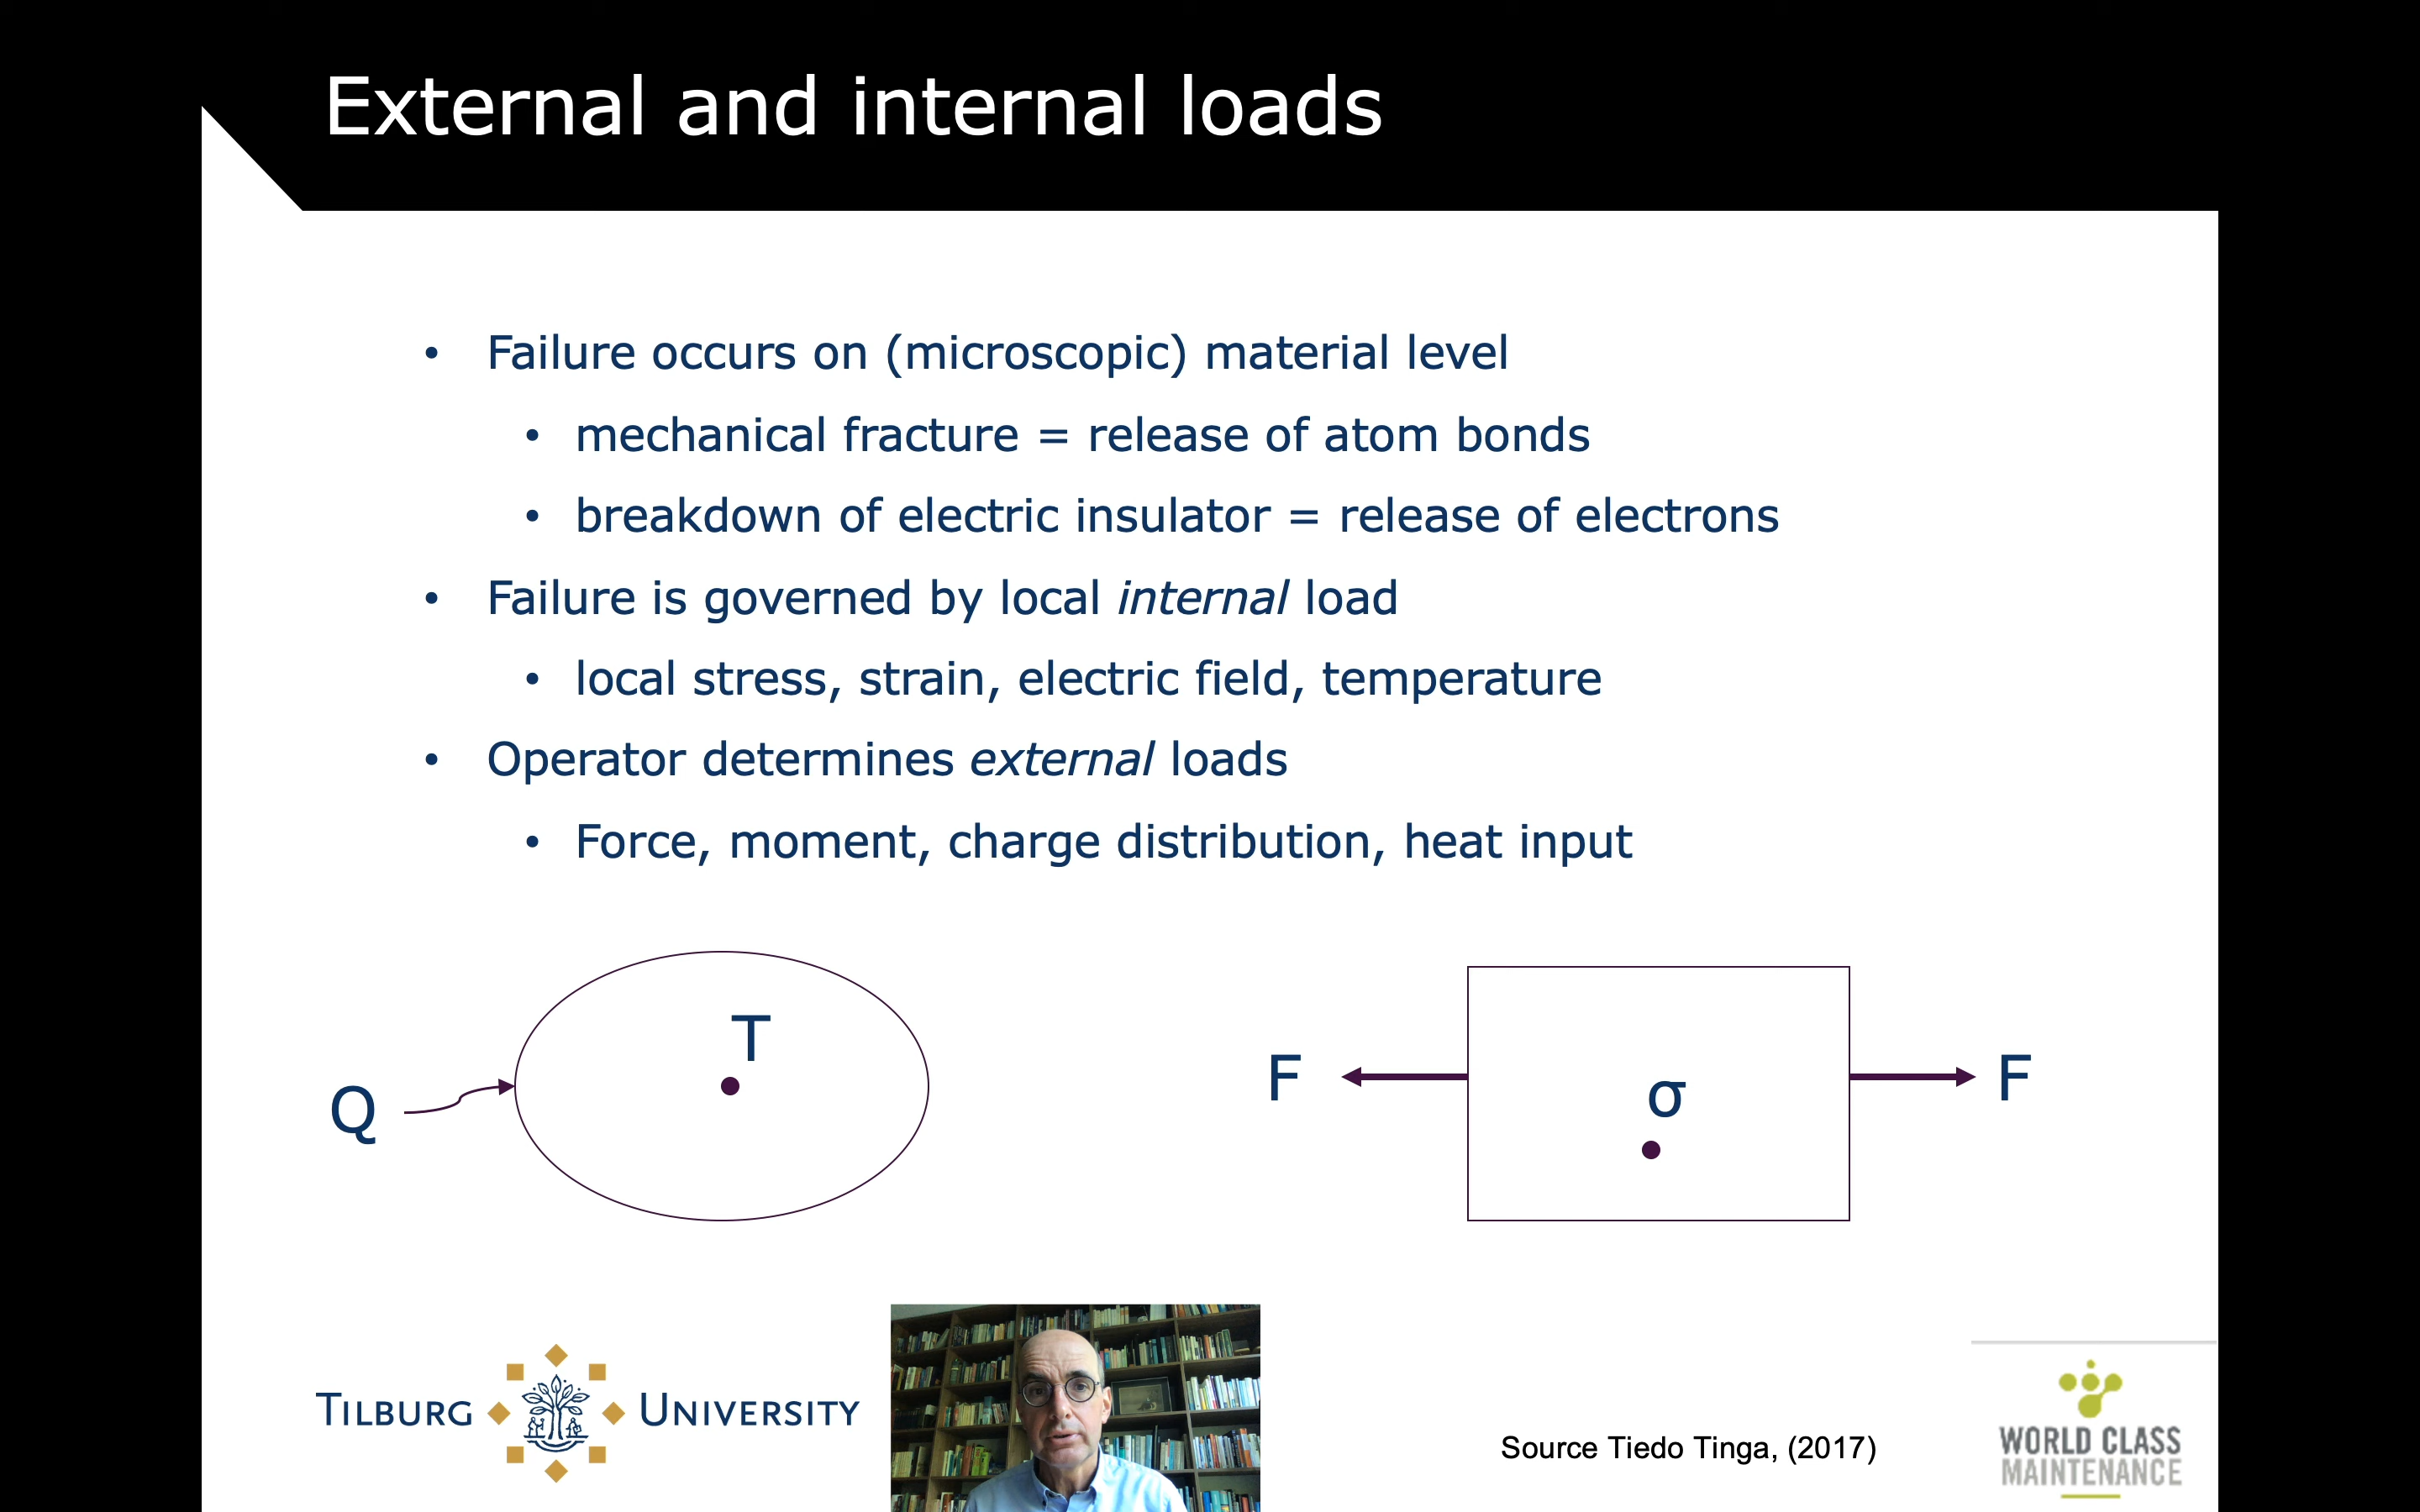 External and internal loads
• Failure occurs on (microscopic) material level
• mechanical fracture = release of atom bonds
• breakdown of electric insulator = release of electrons
• Failure is governed by local internal load
• local stress, strain, electric field, temperature
• Operator determines external loads
• Force, moment, charge distribution, heat input
T
Q
F
σ
F
TILBURG UNIVERSITY
Source Tiedo Tinga, (2017)
WORLD CLASS
MAINTENANCE